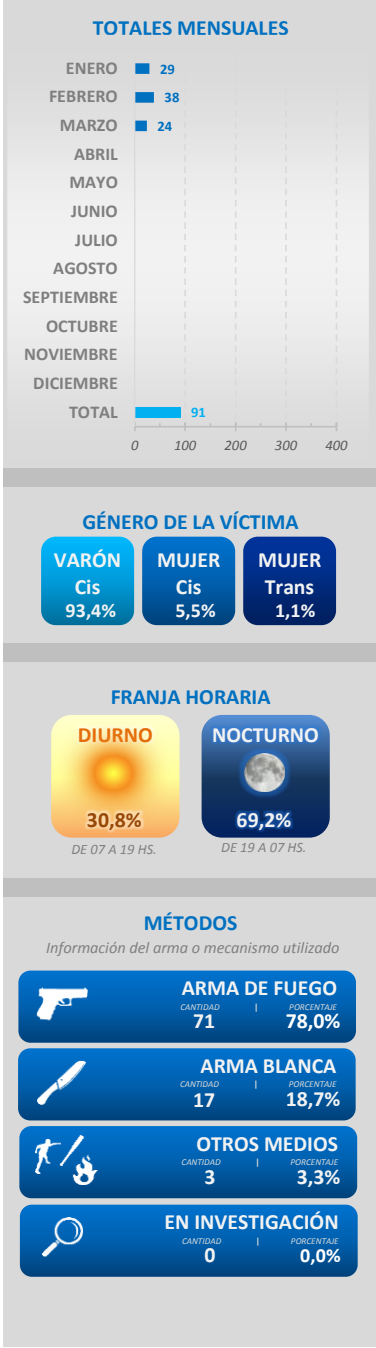 TOTALES MENSUALES
ENERO 29
FEBRERO 38
MARZO 24
ABRIL
MAYO
JUNIO
JULIO
AGOSTO
SEPTIEMBRE
OCTUBRE
NOVIEMBRE
DICIEMBRE
TOTAL 91
0 100 200 300 400
GÉNERO DE LA VÍCTIMA
VARÓN MUJER MUJER
Cis Cis Trans
93,4% 5,5% 1,1%
FRANJA HORARIA
DIURNO NOCTURNO
30,8% 69,2%
DE 07 A 19 HS. DE 19 A 07 HS.
MÉTODOS
Información del arma o mecanismo utilizado
ARMA DE FUEGO
CANTIDAD | PORCENTAJE
71 78,0%
ARMA BLANCA
CANTIDAD | PORCENTAJE
17 18,7%
OTROS MEDIOS
CANTIDAD | PORCENTAJE
3 3,3%
EN INVESTIGACIÓN
CANTIDAD | PORCENTAJE
0 0,0%